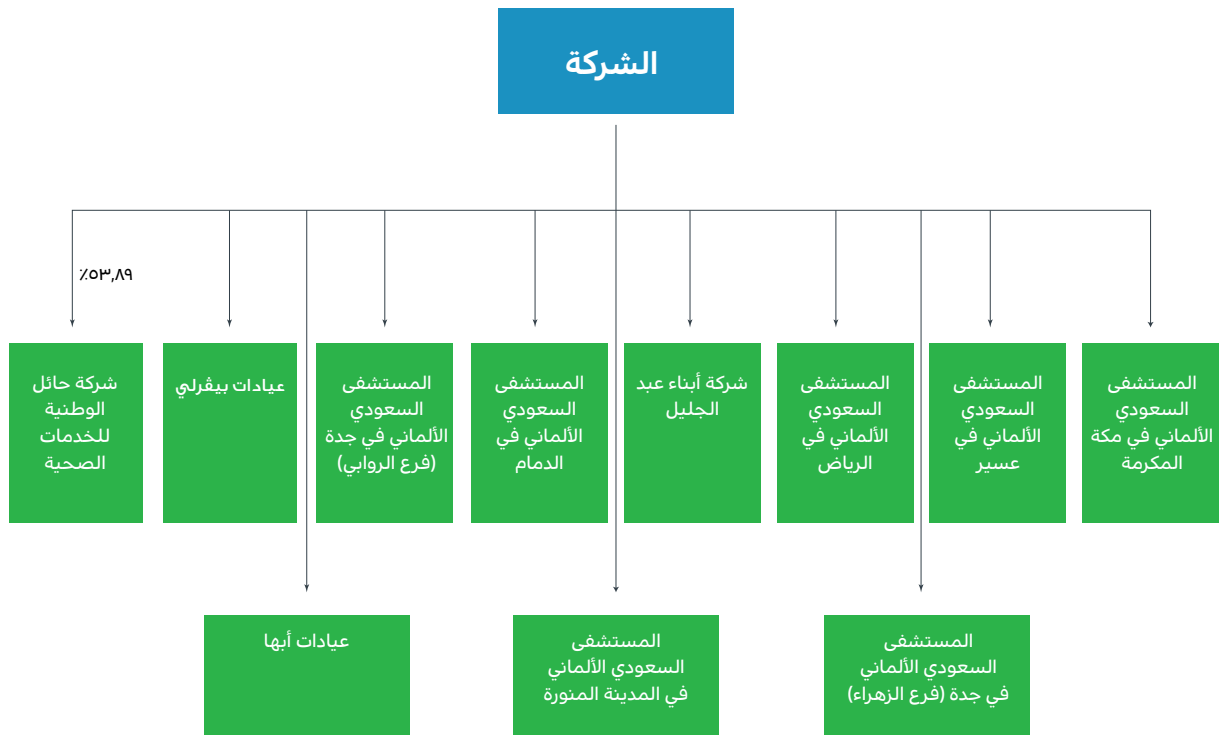 الشركة
٪٥٣,٨٩
المستشفى
السعودي
الألماني في مكة
المكرمة
المستشفى
السعودي
الألماني في
عسير
المستشفى
السعودي
الألماني في
الرياض
شركة أبناء عبد
الجليل
المستشفى
السعودي
الألماني في
الدمام
المستشفى
السعودي
الألماني في جدة
(فرع الروابي)
عيادات بيڤرلي
شركة حائل
الوطنية
للخدمات
الصحية
المستشفى
السعودي الألماني
في جدة (فرع الزهراء)
المستشفى
السعودي الألماني
في المدينة المنورة
عيادات أبها